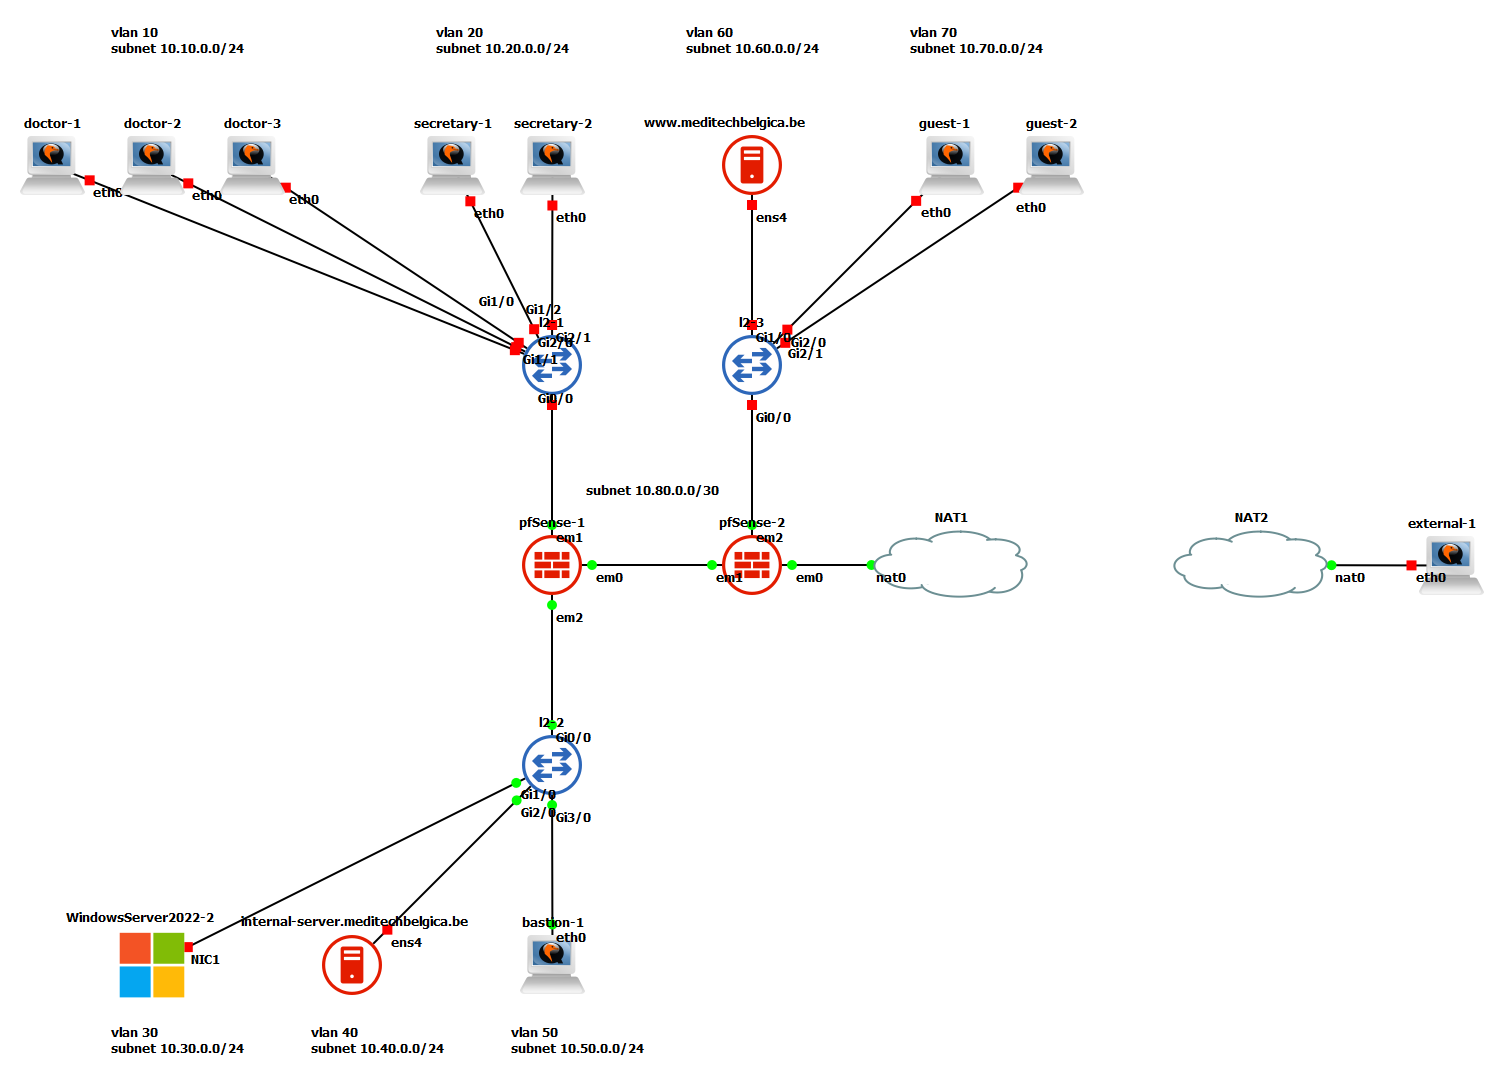 vlan 10
subnet 10.10.0.0/24
vlan 20
subnet 10.20.0.0/24
vlan 60
subnet 10.60.0.0/24
vlan 70
subnet 10.70.0.0/24
doctor-1
doctor-2
doctor-3
secretary-1
secretary-2
www.meditechbelgica.be
guest-1
guest-2
eth0
eth0
eth0
eth0
eth0
ens4
eth0
eth0
Gi1/0
Gi1/2
l2-1
Gi2/1
Gi2/0
Gi1/1
Gi0/0
l2-3
Gi1/0
Gi2/0
Gi2/1
Gi0/0
subnet 10.80.0.0/30
pfSense-1
em1
em0
em2
pfSense-2
em2
em1
em0
NAT1
nat0
NAT2
nat0
external-1
eth0
l2-2
Gi0/0
Gi1/0
Gi2/0
Gi3/0
WindowsServer2022-2
NIC1
internal-server.meditechbelgica.be
ens4
bastion-1
eth0
vlan 30
subnet 10.30.0.0/24
vlan 40
subnet 10.40.0.0/24
vlan 50
subnet 10.50.0.0/24